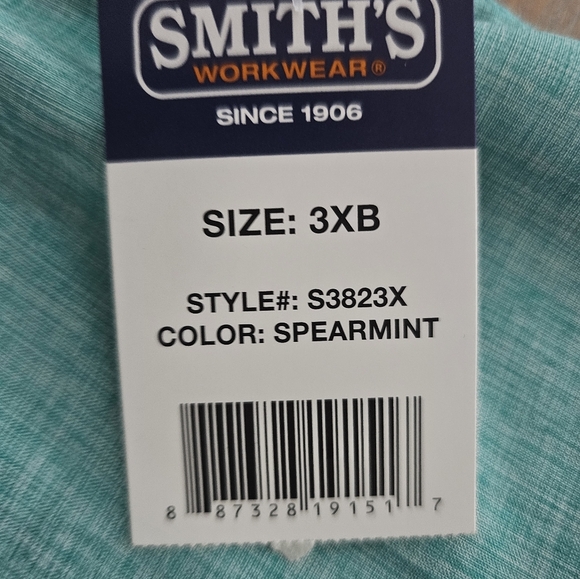 SMITH'S
WORKWEAR®
SINCE 1906
SIZE: 3XB
STYLE#: S3823X
COLOR: SPEARMINT
8 87328 19151 7